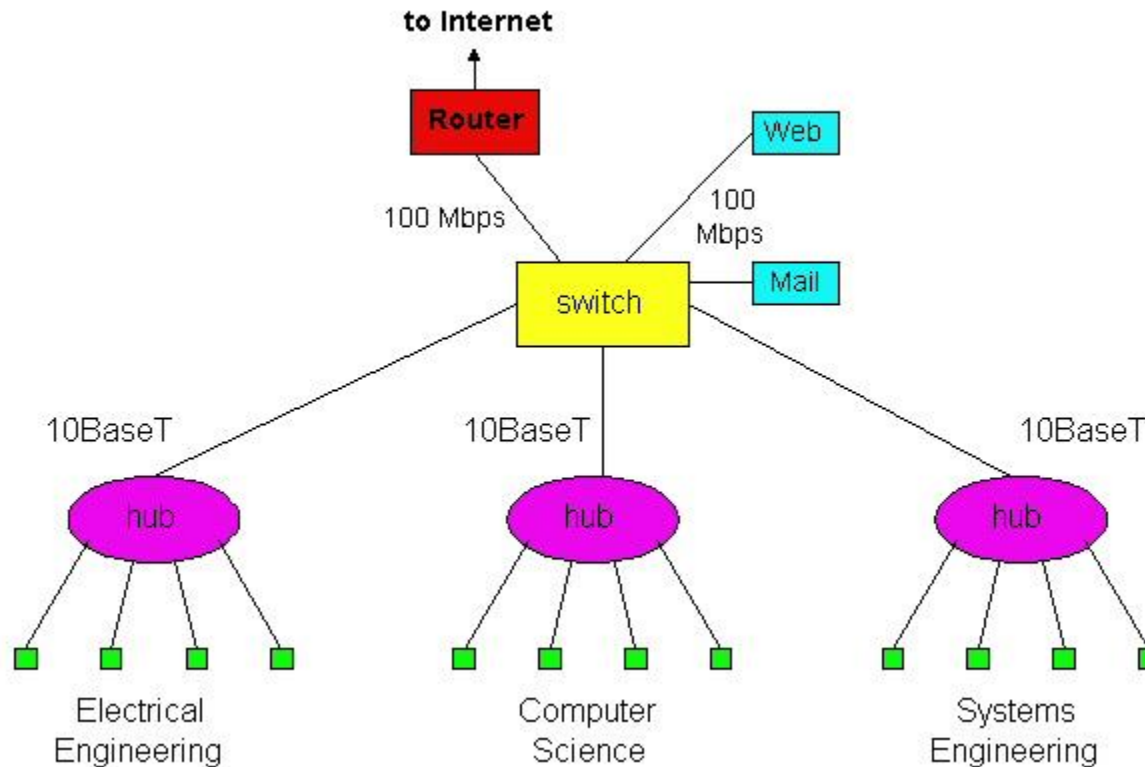 to Internet
Router
Web
100 Mbps
100
Mbps
Mail
switch
10BaseT
10BaseT
10BaseT
hub
hub
hub
Electrical
Engineering
Computer
Science
Systems
Engineering